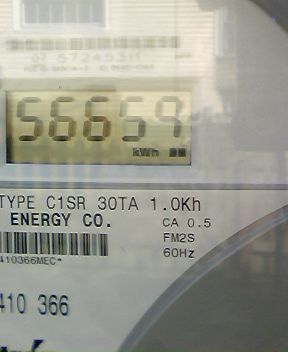 56659
kWh
TYPE C1SR 30TA 1.0Kh
ENERGY CO.
CA 0.5
FM2S
60Hz
410366MEC*
410 366